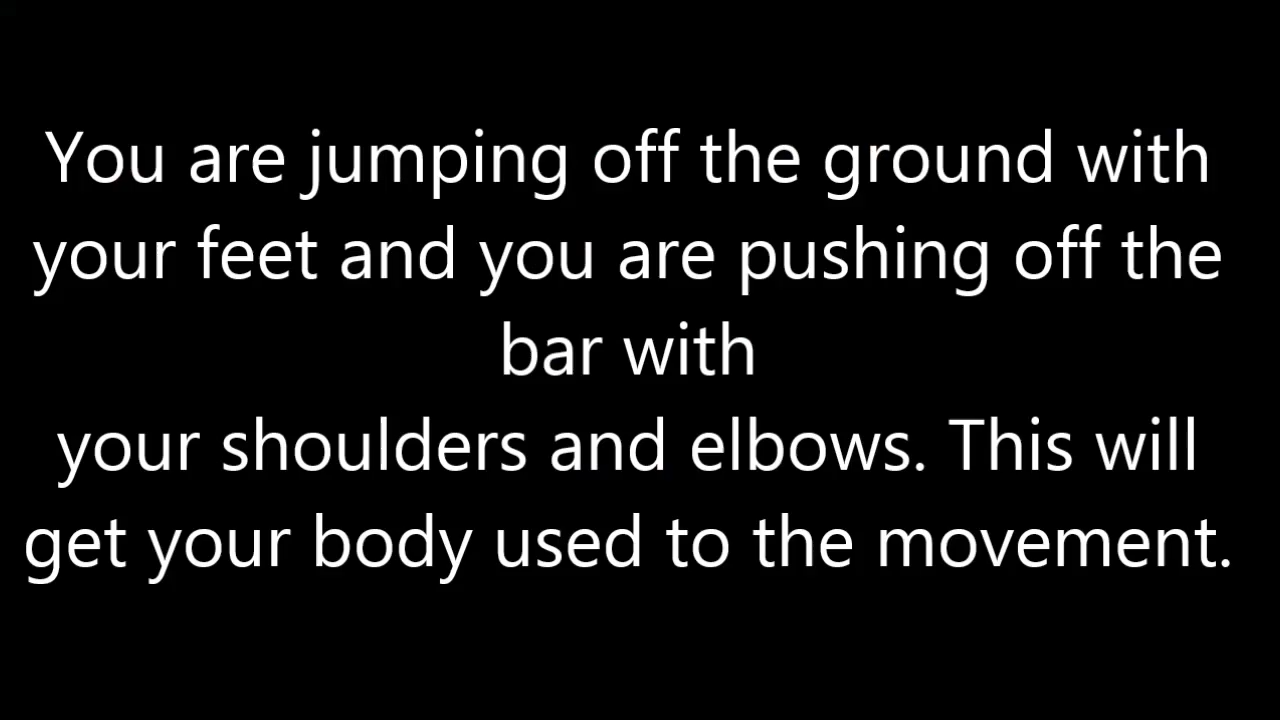 You are jumping off the ground with
your feet and you are pushing off the
bar with
your shoulders and elbows. This will
get your body used to the movement.